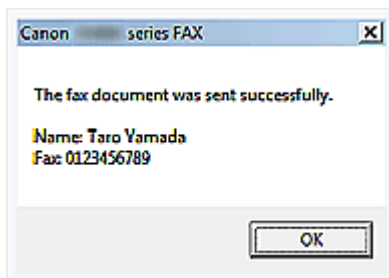 Canon series FAX
The fax document was sent successfully.
Name: Taro Yamada
Fax: 0123456789
OK